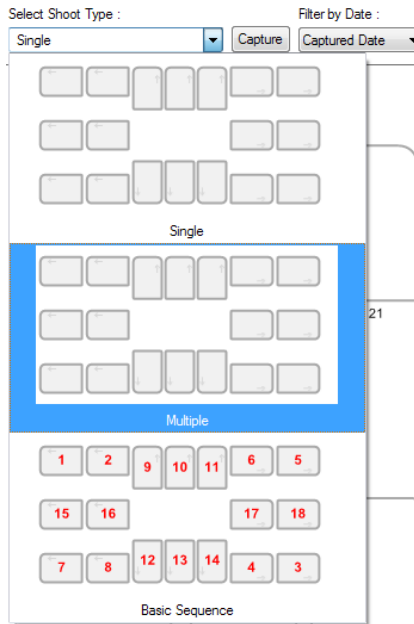 Select Shoot Type : Filter by Date :
Single Capture Captured Date
Single
21
Multiple
1 2 9 10 11 6 5
15 16 17 18
7 8 12 13 14 4 3
Basic Sequence